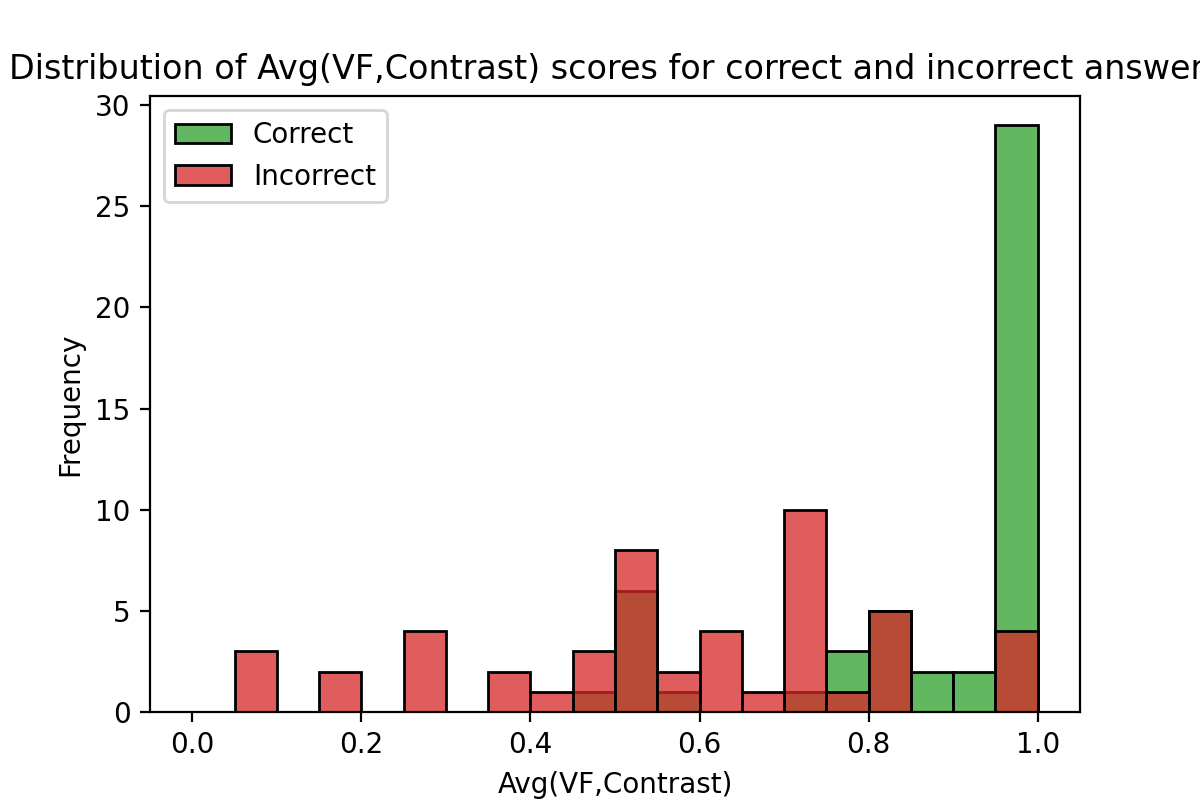 Distribution of Avg(VF,Contrast) scores for correct and incorrect answer
30
25
20
15
10
5
0
Correct
Incorrect
Frequency
0.0 0.2 0.4 0.6 0.8 1.0
Avg(VF,Contrast)